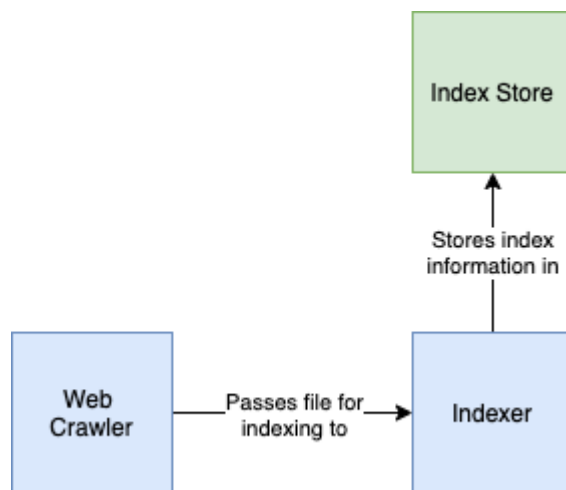 Index Store
Stores index
information in
Web
Crawler
Passes file for
indexing to
Indexer